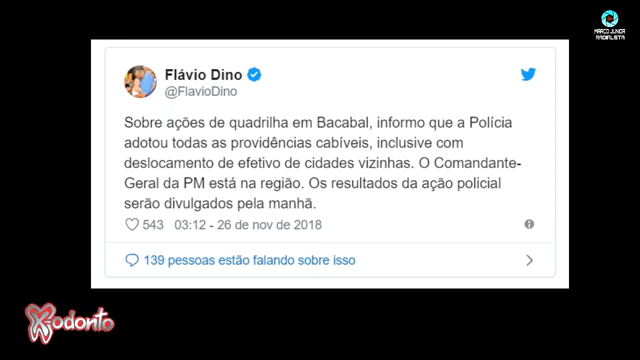 MARCO JUNIOR
RADIALISTA
Flávio Dino
@FlavioDino
Sobre ações de quadrilha em Bacabal, informo que a Polícia
adotou todas as providências cabíveis, inclusive com
deslocamento de efetivo de cidades vizinhas. O Comandante-
Geral da PM está na região. Os resultados da ação policial
serão divulgados pela manhã.
543 03:12 - 26 de nov de 2018
139 pessoas estão falando sobre isso
X-odonto